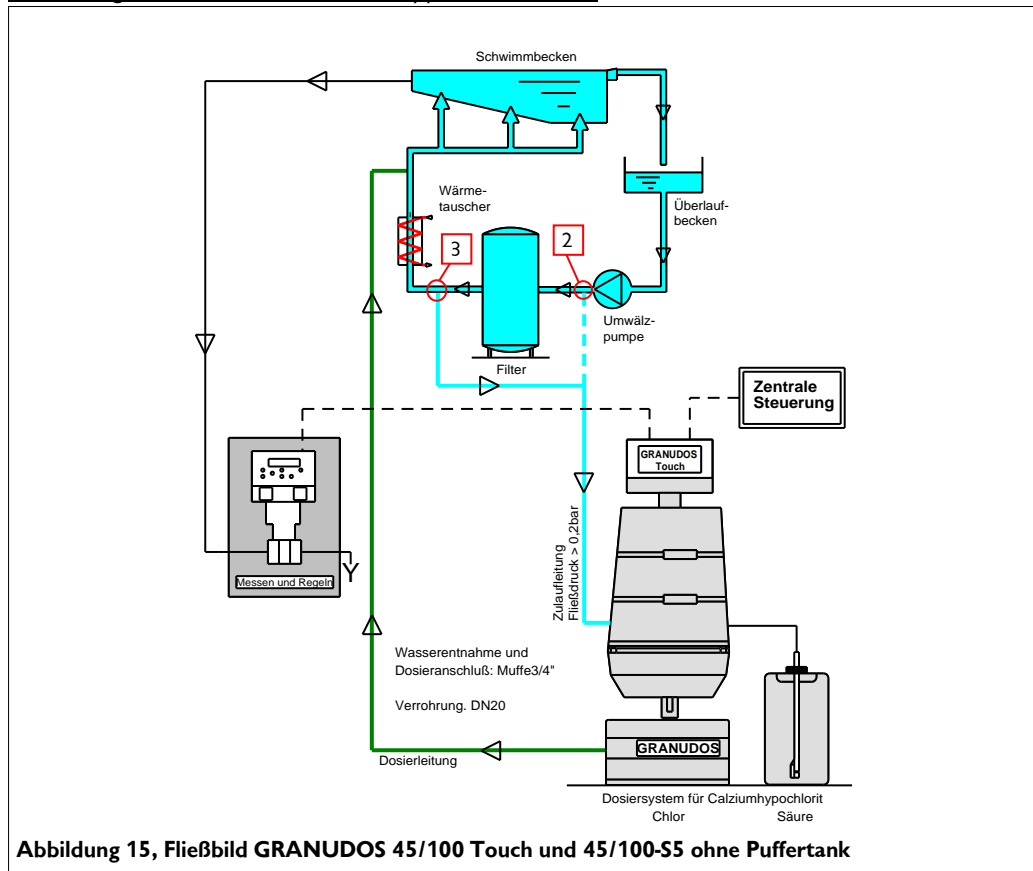 Schwimmbecken
Wärme-
tauscher
3
2
Überlauf-
becken
Umwälz-
pumpe
Filter
Zentrale
Steuerung
GRANUDOS
Touch
Messen und Regeln
Zulaufleitung
Fließdruck > 0,2bar
Wasserentnahme und
Dosieranschluß: Muffe3/4"
Verrohrung. DN20
GRANUDOS
Dosierleitung
Dosiersystem für Calziumhypochlorit
Chlor Säure
Abbildung 15, Fließbild GRANUDOS 45/100 Touch und 45/100-S5 ohne Puffertank